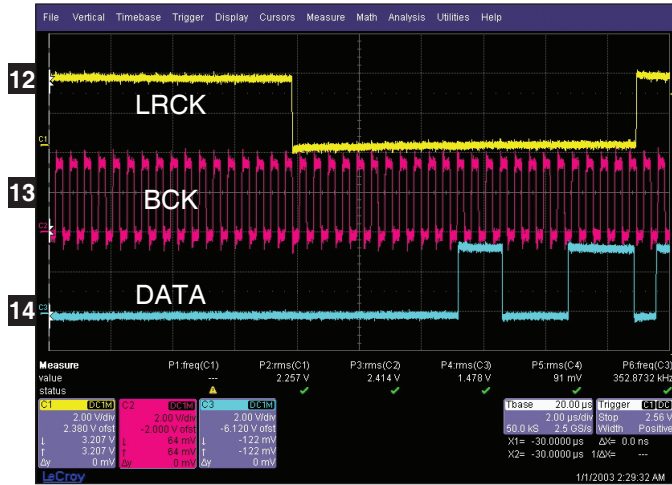 File Vertical Timebase Trigger Display Cursors Measure Math Analysis Utilities Help
12
LRCK
C1
13
BCK
C2
DATA
14
C3
Measure P1:freq(C1) P2:rms(C1) P3:rms(C2) P4:rms(C3) P5:rms(C4) P6:freq(C3)
value --- 2.257 V 2.414 V 1.478 V 91 mV 352.8732 kHz
status
C1 DC1M C2 DC1M C3 DC1M Tbase 20.00 µs Trigger C1 DC
2.00 V/div 2.00 V/div 2.00 V/div 2.00 µs/div Stop 2.56 V
2.380 V ofst -2.000 V ofst -6.120 V ofst 50.0 kS 2.5 GS/s Width Positive
↓ 3.207 V ↓ 64 mV ↓ -122 mV X1= -30.0000 µs ΔX= 0.0 ns
↑ 3.207 V ↑ 64 mV ↑ -122 mV X2= -30.0000 µs 1/ΔX= ---
Δy 0 mV Δy 0 mV Δy 0 mV
LeCroy 1/1/2003 2:29:32 AM